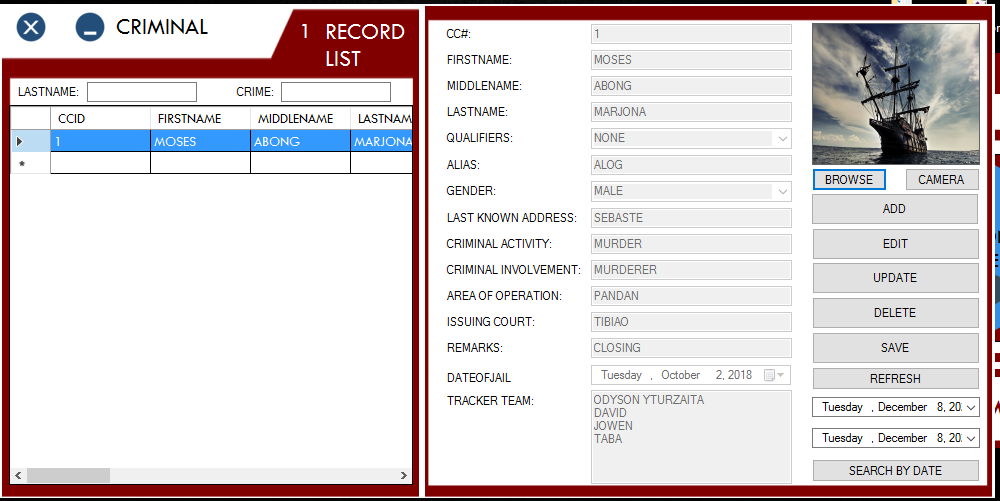 CRIMINAL
1 RECORD
LIST
LASTNAME:
CRIME:
CCID FIRSTNAME MIDDLENAME LASTNAM
1 MOSES ABONG MARJONA
CC#: 1
FIRSTNAME: MOSES
MIDDLENAME: ABONG
LASTNAME: MARJONA
QUALIFIERS: NONE
ALIAS: ALOG
GENDER: MALE
LAST KNOWN ADDRESS: SEBASTE
CRIMINAL ACTIVITY: MURDER
CRIMINAL INVOLVEMENT: MURDERER
AREA OF OPERATION: PANDAN
ISSUING COURT: TIBIAO
REMARKS: CLOSING
DATEOFJAIL Tuesday , October 2, 2018
TRACKER TEAM: ODYSON YTURZAITA
DAVID
JOWEN
TABA
BROWSE CAMERA
ADD
EDIT
UPDATE
DELETE
SAVE
REFRESH
Tuesday , December 8, 20
Tuesday , December 8, 20
SEARCH BY DATE